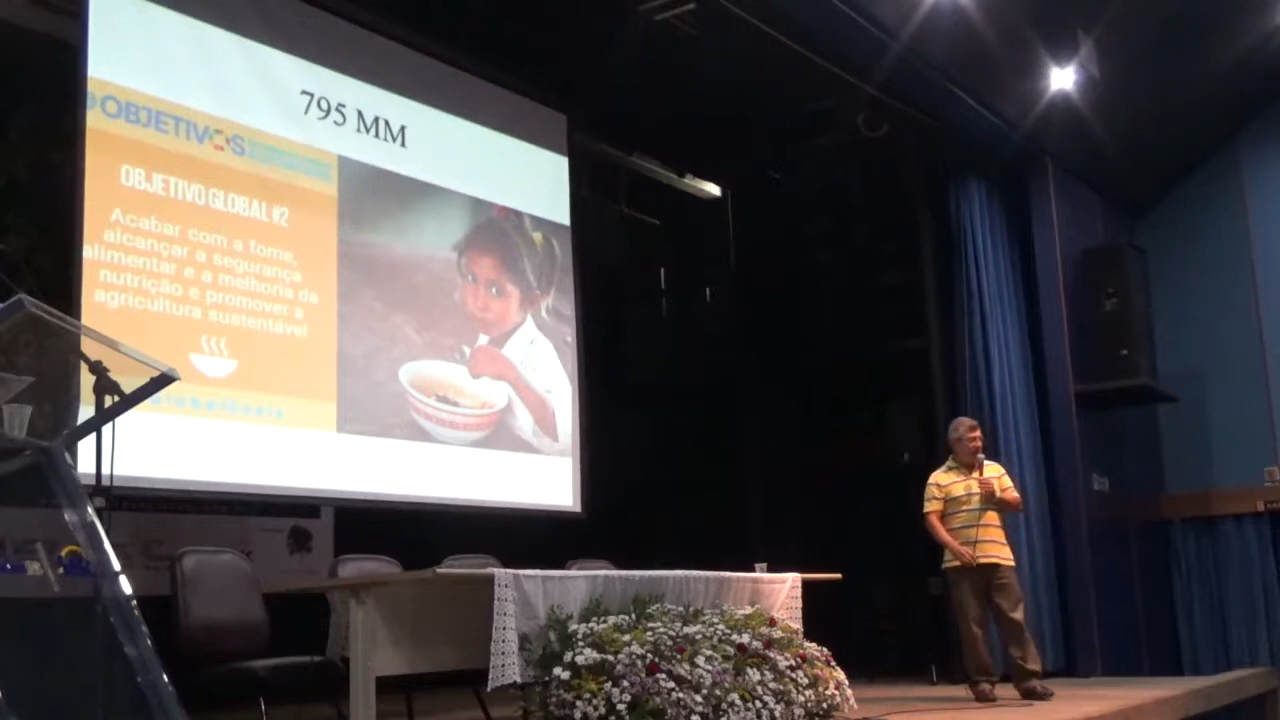 795 MM
OBJETIVOS
OBJETIVO GLOBAL #2
Acabar com a fome,
alcançar a segurança
alimentar e a melhoria da
nutrição e promover a
agricultura sustentável